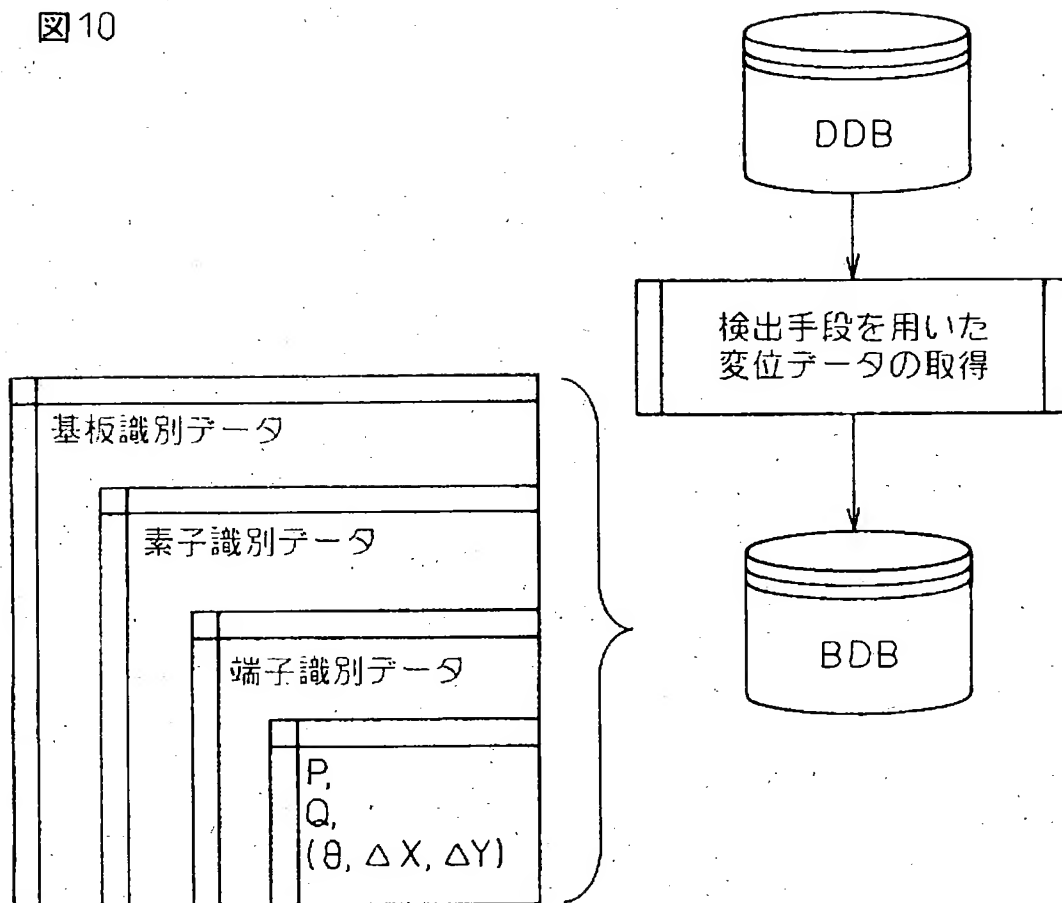 図10
DDB
検出手段を用いた
変位データの取得
BDB
基板識別データ
素子識別データ
端子識別データ
P,
Q,
(θ, ΔX, ΔY)